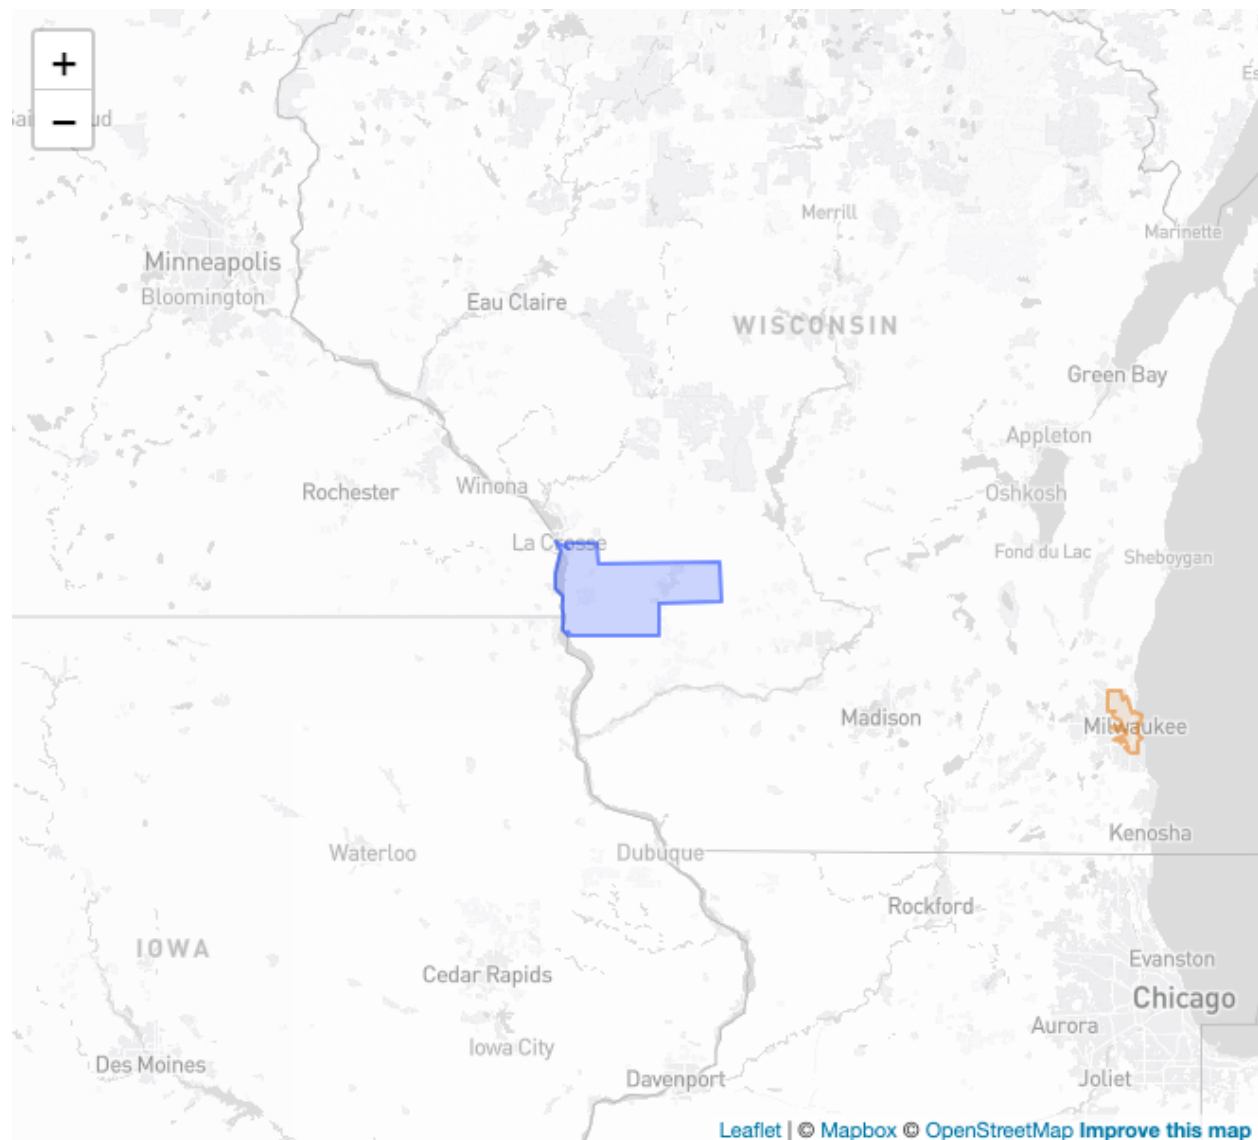 +
−
Minneapolis
Bloomington
Merrill
Marinette
Eau Claire
WISCONSIN
Green Bay
Appleton
Rochester
Winona
Oshkosh
La Crosse
Fond du Lac
Sheboygan
Madison
Milwaukee
Waterloo
Dubuque
Kenosha
Rockford
IOWA
Cedar Rapids
Evanston
Chicago
Iowa City
Aurora
Des Moines
Davenport
Joliet
Leaflet | © Mapbox © OpenStreetMap Improve this map